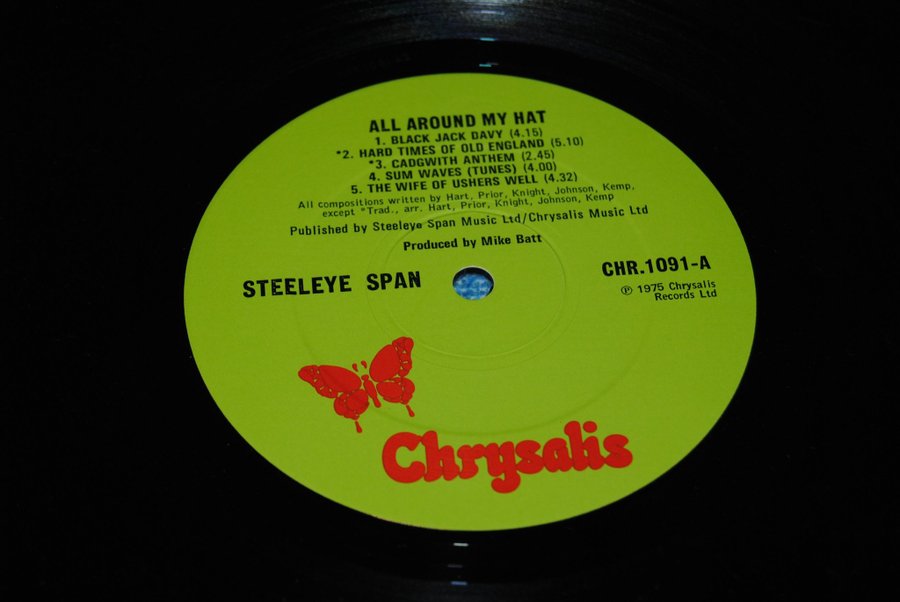 ALL AROUND MY HAT
1. BLACK JACK DAVY (4.15)
*2. HARD TIMES OF OLD ENGLAND (5.10)
*3. CADGWITH ANTHEM (2.45)
4. SUM WAVES (TUNES) (4.00)
5. THE WIFE OF USHERS WELL (4.32)
All compositions written by Hart, Prior, Knight, Johnson, Kemp,
except *Trad., arr. Hart, Prior, Knight, Johnson, Kemp
Published by Steeleye Span Music Ltd/Chrysalis Music Ltd
Produced by Mike Batt
STEELEYE SPAN
CHR.1091-A
℗ 1975 Chrysalis
Records Ltd
Chrysalis